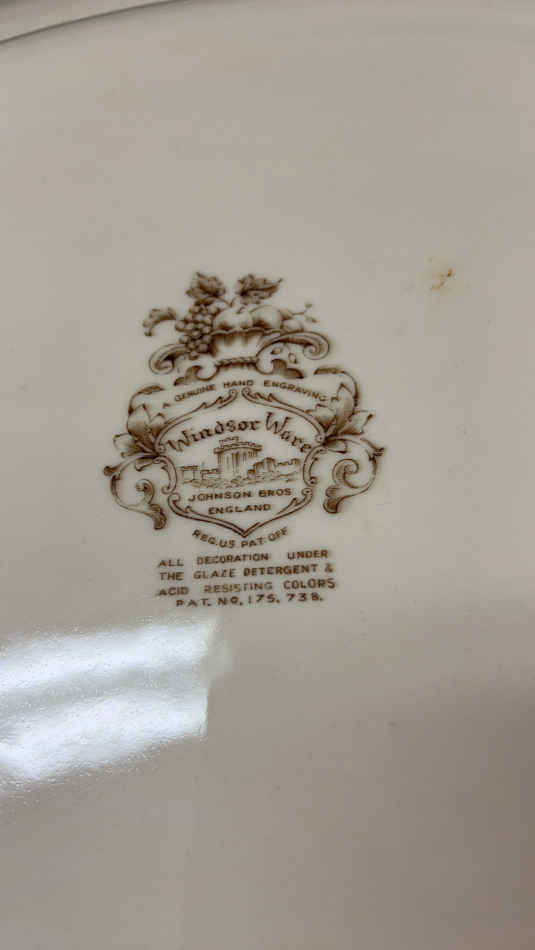 A GENUINE HAND ENGRAVING
Windsor Ware
JOHNSON BROS
ENGLAND
REG. U.S. PAT. OFF
ALL DECORATION UNDER
THE GLAZE DETERGENT &
ACID RESISTING COLORS
PAT. NO. 175, 738.